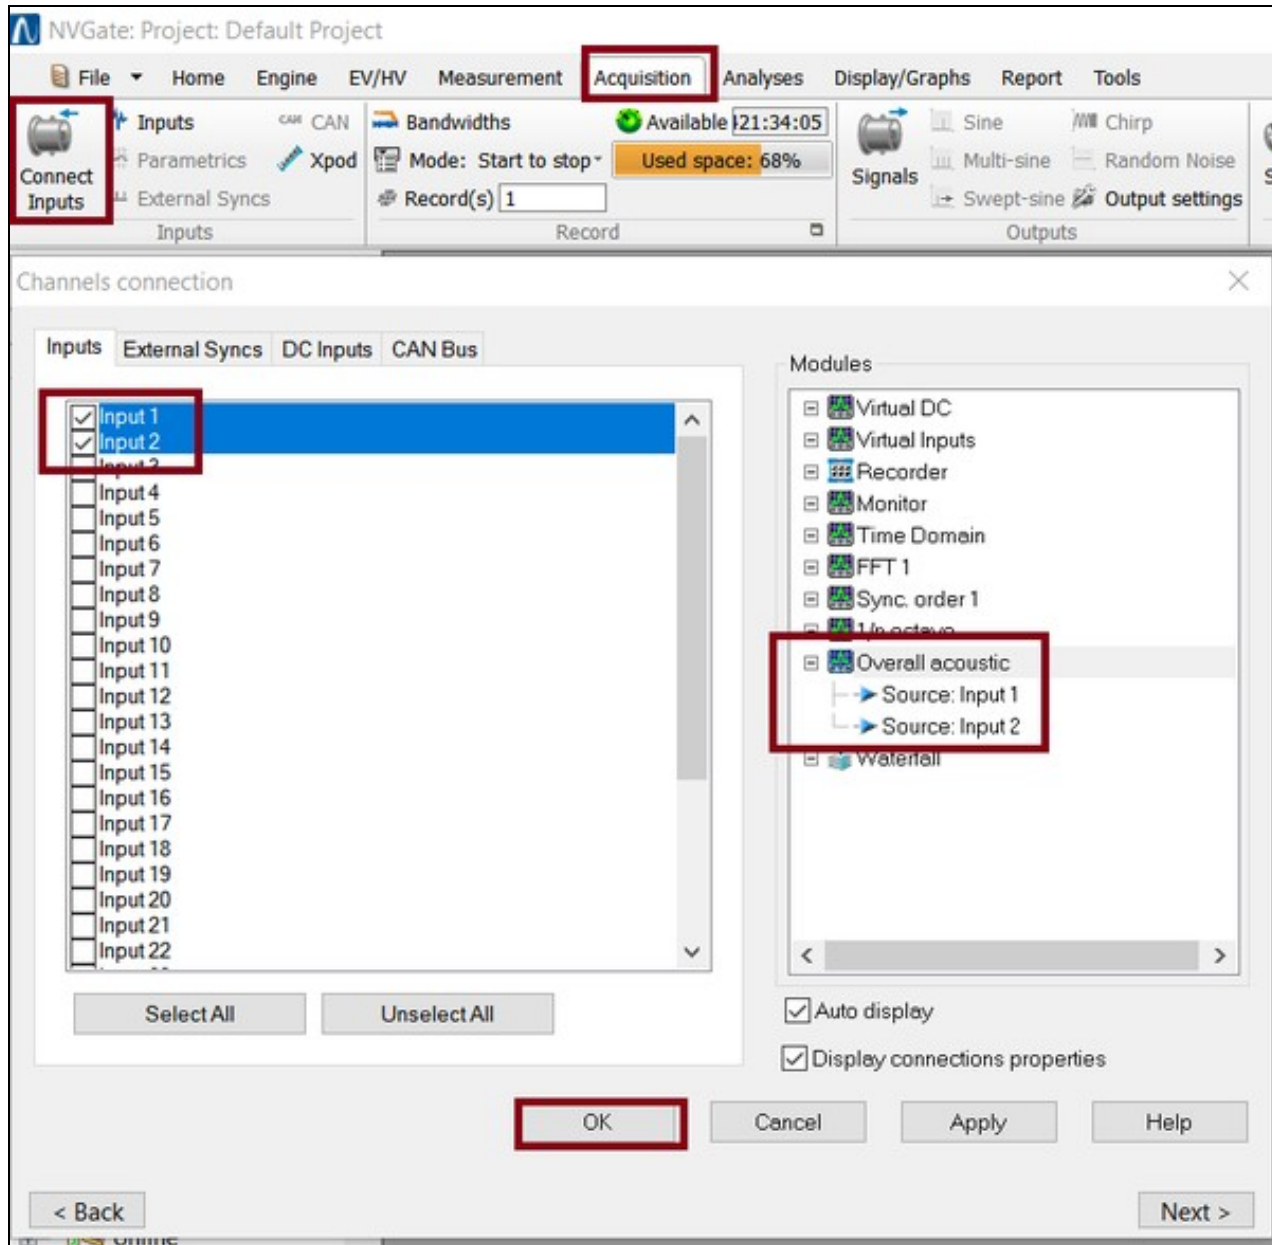 NVGate: Project: Default Project
File Home Engine EV/HV Measurement Acquisition Analyses Display/Graphs Report Tools
Connect Inputs
Inputs CAN CAN
Parametrics Xpod
External Syncs
Inputs
Bandwidths Available 421:34:05
Mode: Start to stop Used space: 68%
Record(s) 1
Record
Signals
Sine Chirp
Multi-sine Random Noise
Swept-sine Output settings
Outputs
S
Channels connection
Inputs External Syncs DC Inputs CAN Bus
Input 1
Input 2
Input 3
Input 4
Input 5
Input 6
Input 7
Input 8
Input 9
Input 10
Input 11
Input 12
Input 13
Input 14
Input 15
Input 16
Input 17
Input 18
Input 19
Input 20
Input 21
Input 22
Select All Unselect All
Modules
Virtual DC
Virtual Inputs
Recorder
Monitor
Time Domain
FFT 1
Sync. order 1
1/n octave
Overall acoustic
Source: Input 1
Source: Input 2
Waterfall
Auto display
Display connections properties
OK Cancel Apply Help
< Back Next >
Online